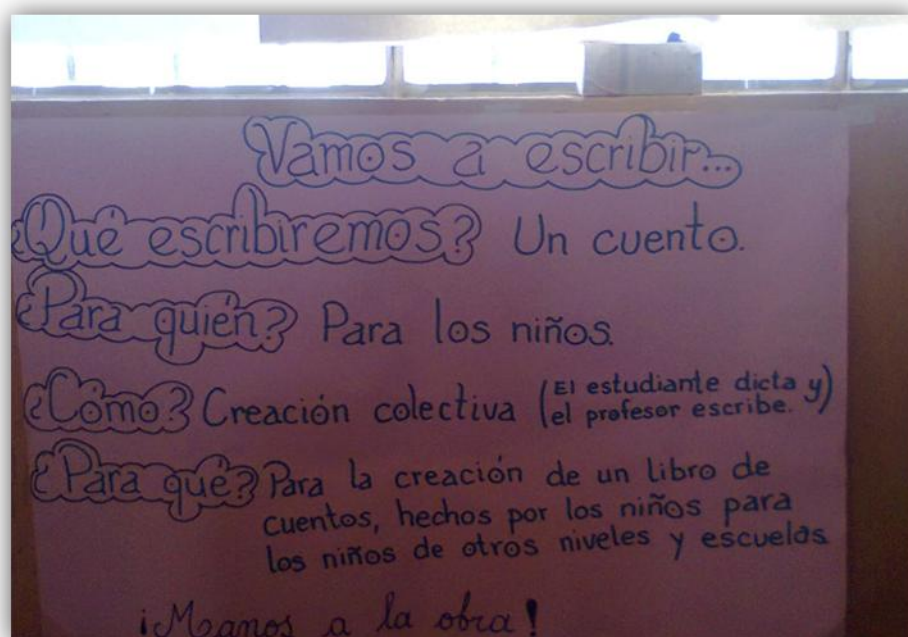 Vamos a escribir...
¿Qué escribiremos? Un cuento.
¿Para quién? Para los niños.
¿Cómo? Creación colectiva (El estudiante dicta y
el profesor escribe.)
¿Para qué? Para la creación de un libro de
cuentos, hechos por los niños para
los niños de otros niveles y escuelas
¡Manos a la obra!